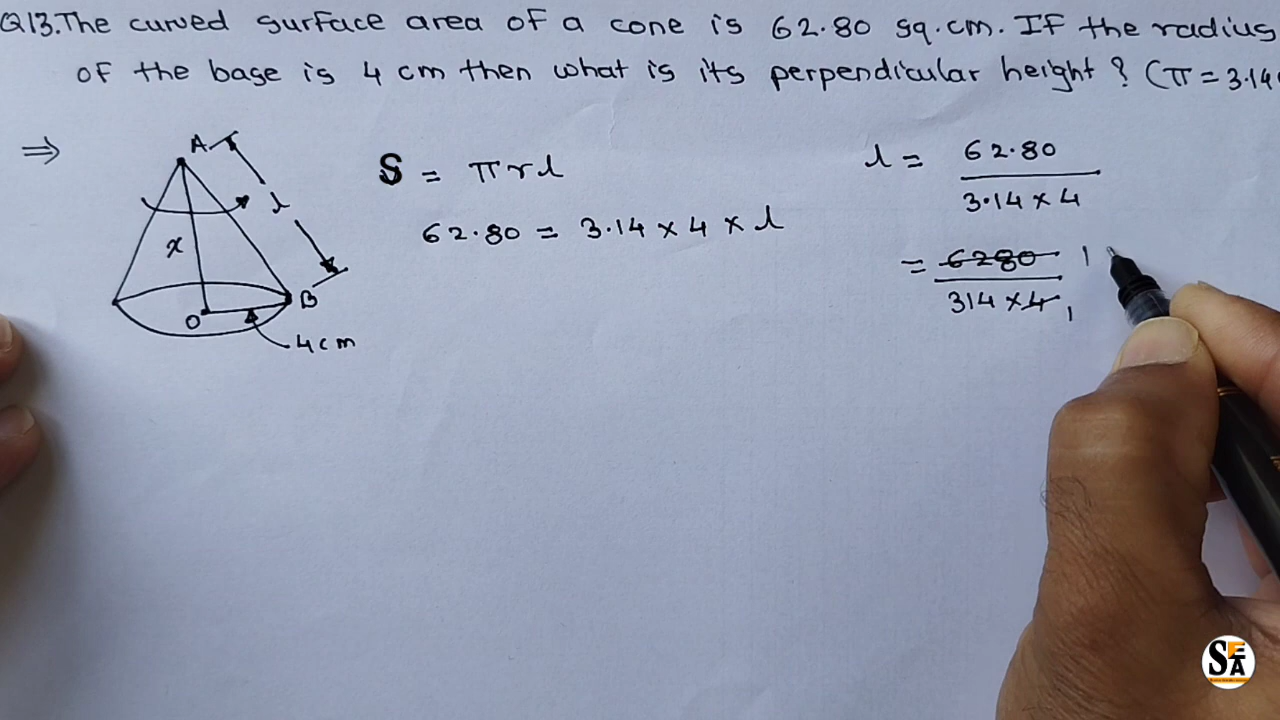 Q13. The curved surface area of a cone is 62.80 sq.cm. If the radius
of the base is 4 cm then what is its perpendicular height? (π = 3.14
⇒
A
l
x
B
O
4cm
S = πrl
62.80 = 3.14 × 4 × l
l = 62.80
3.14 × 4
= 6280 1
314 × 4 1
SFA